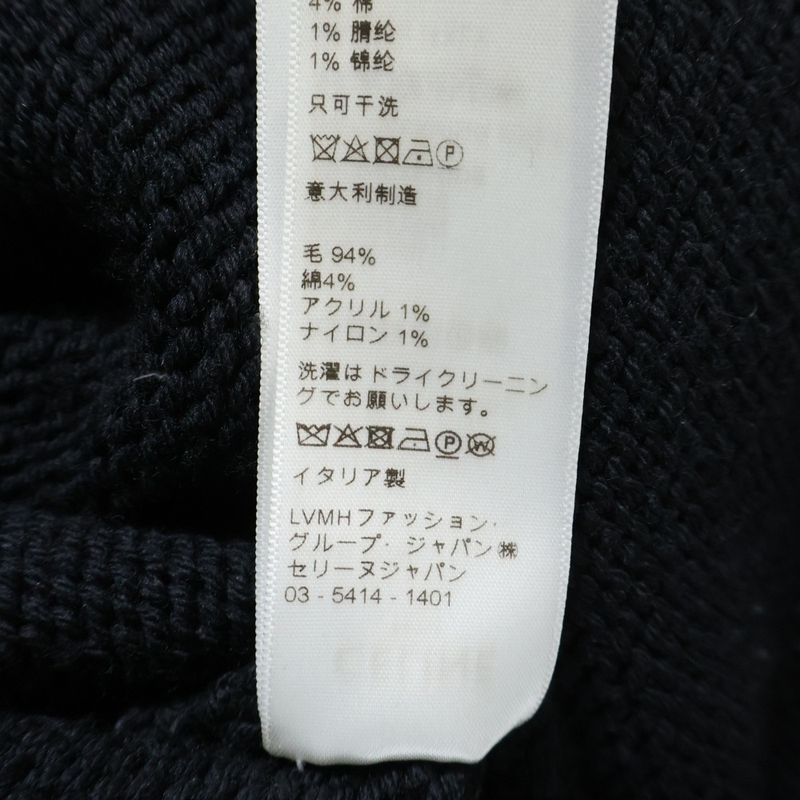 4% 棉
1% 腈纶
1% 锦纶
只可干洗
P
意大利制造
毛 94%
綿4%
アクリル 1%
ナイロン 1%
洗濯はドライクリーニン
グでお願いします。
P W
イタリア製
LVMHファッション·
グループ· ジャパン㈱
セリーヌジャパン
03 - 5414 - 1401